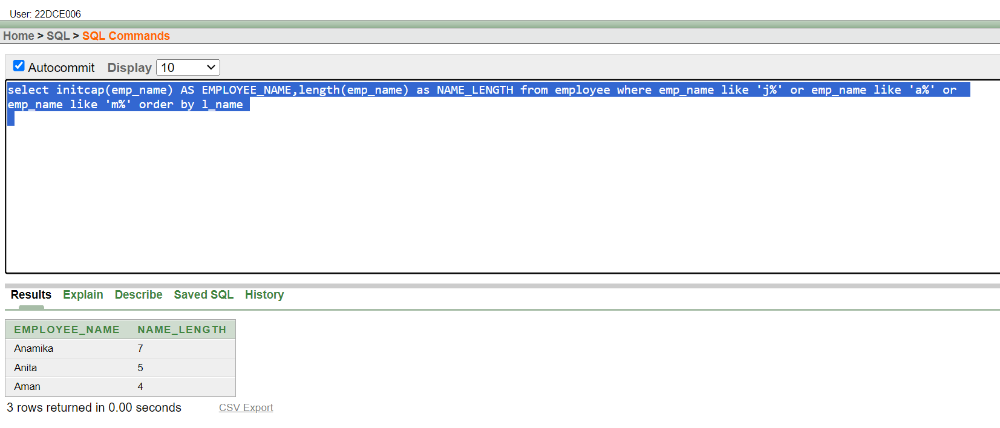 User: 22DCE006
Home > SQL > SQL Commands
Autocommit Display 10
select initcap(emp_name) AS EMPLOYEE_NAME,length(emp_name) as NAME_LENGTH from employee where emp_name like 'j%' or emp_name like 'a%' or
emp_name like 'm%' order by l_name
Results Explain Describe Saved SQL History
EMPLOYEE_NAME NAME_LENGTH
Anamika 7
Anita 5
Aman 4
3 rows returned in 0.00 seconds CSV Export